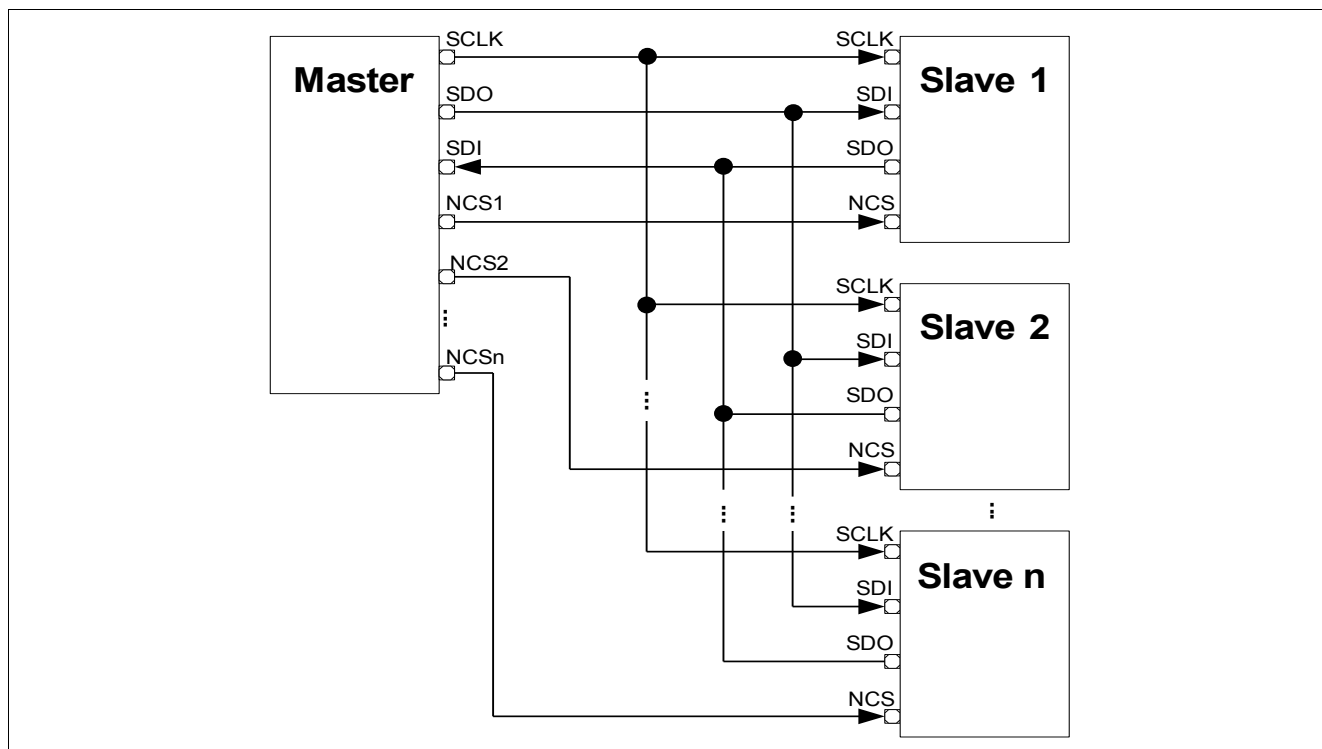 Master
SCLK
SDO
SDI
NCS1
NCS2
...
NCSn
SCLK
SDI
SDO
NCS
Slave 1
SCLK
SDI
SDO
NCS
Slave 2
...
...
...
...
SCLK
SDI
SDO
NCS
Slave n